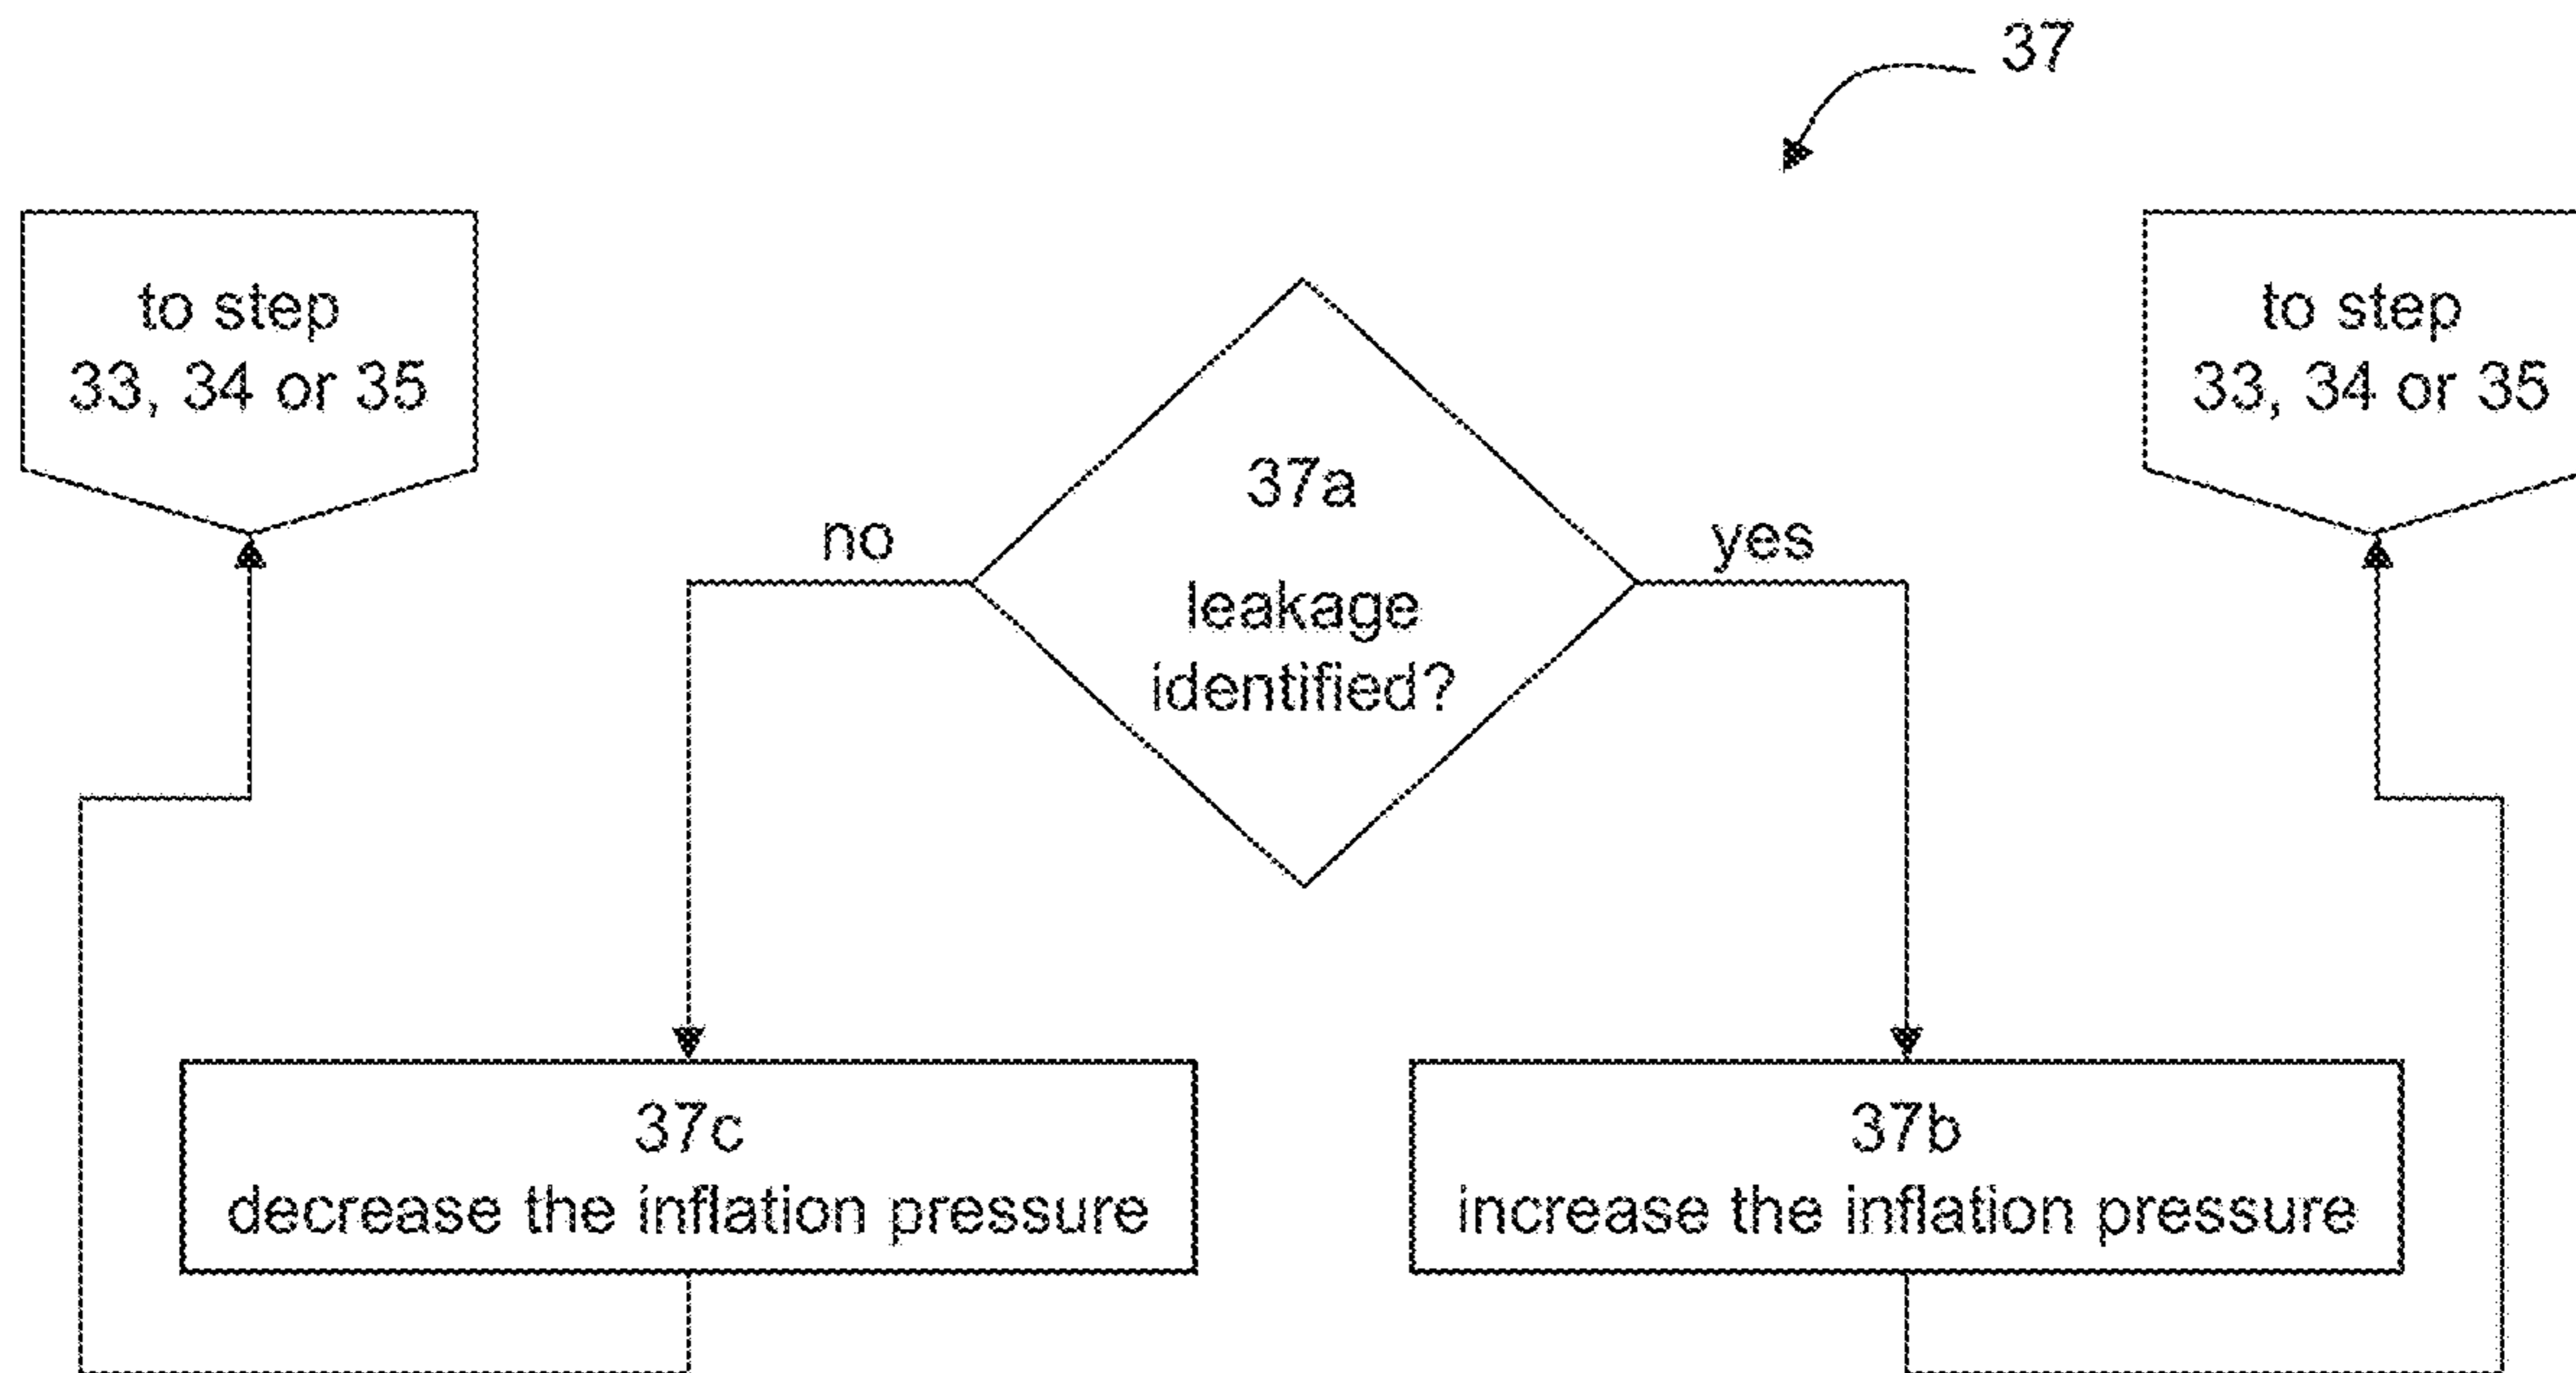 37
to step
33, 34 or 35
to step
33, 34 or 35
37a
leakage
identified?
no
yes
37c
decrease the inflation pressure
37b
increase the inflation pressure